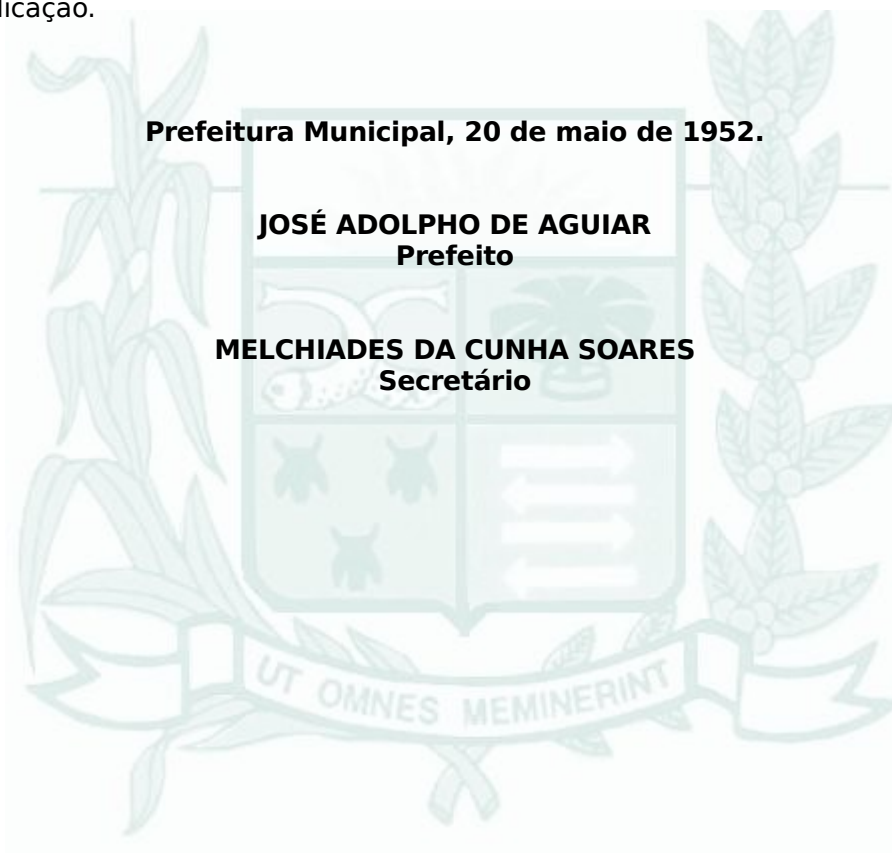 licação.
Prefeitura Municipal, 20 de maio de 1952.
JOSÉ ADOLPHO DE AGUIAR
Prefeito
MELCHIADES DA CUNHA SOARES
Secretário
UT OMNES MEMINERINT